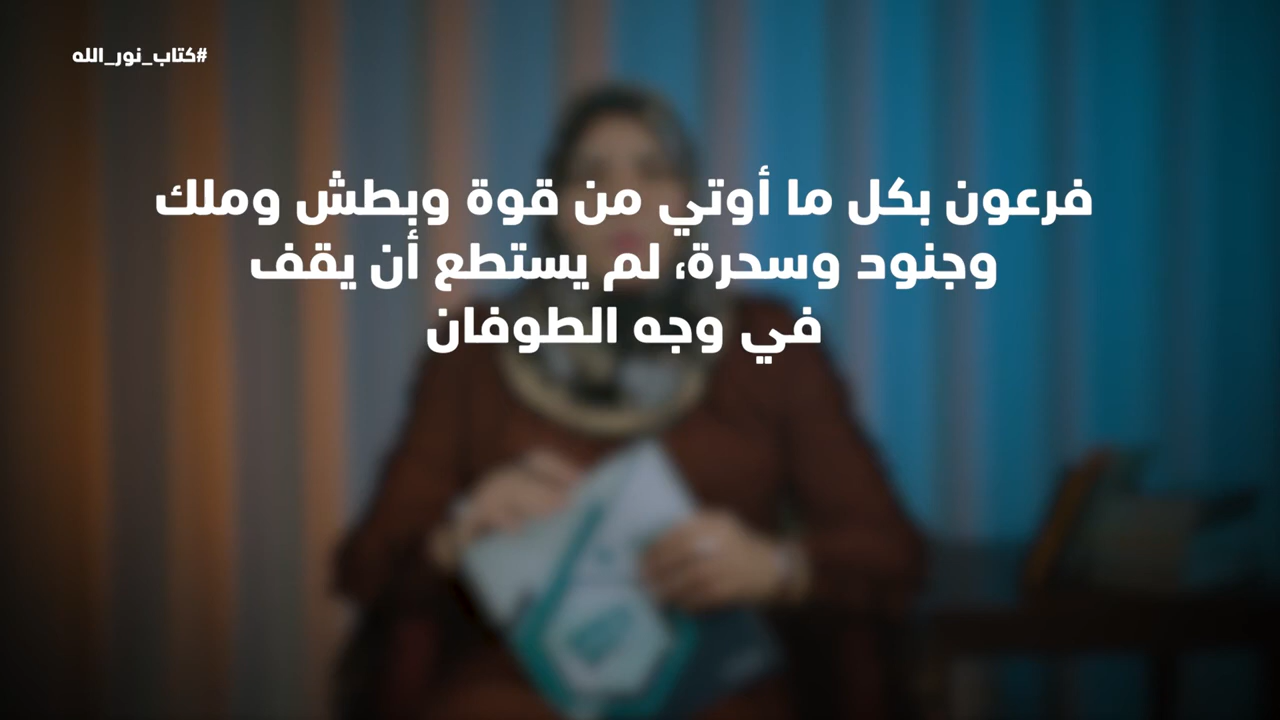 #كتاب_نور_الله
فرعون بكل ما أوتي من قوة وبطش وملك
وجنود وسحرة، لم يستطع أن يقف
في وجه الطوفان